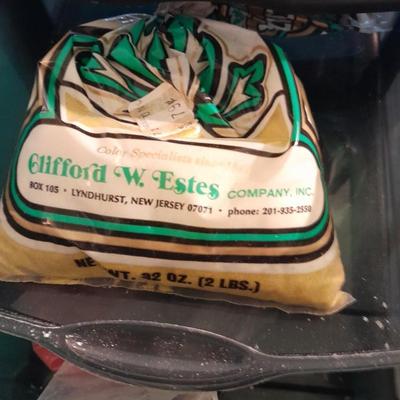 Color Specialists since
Clifford W. Estes COMPANY, INC.
BOX 105 • LYNDHURST, NEW JERSEY 07071 • phone: 201-935-2550
WT. 32 OZ. (2 LBS.)